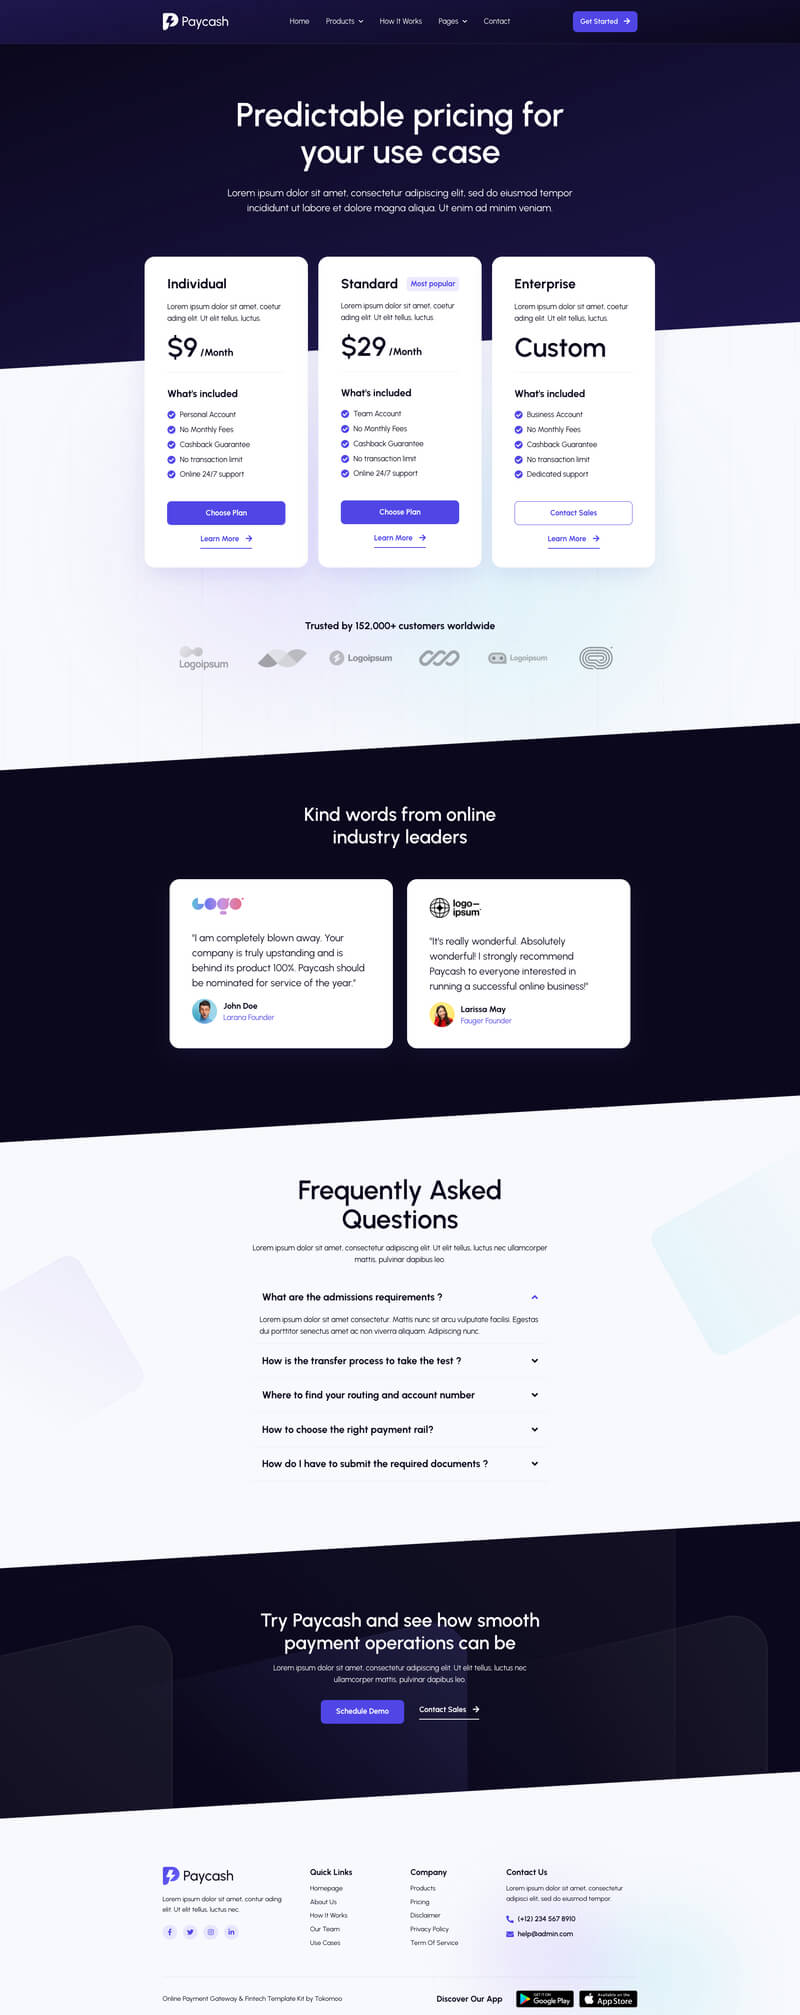 Paycash
Home Products How It Works Pages Contact
Get Started
Predictable pricing for
your use case
Lorem ipsum dolor sit amet, consectetur adipiscing elit, sed do eiusmod tempor
incididunt ut labore et dolore magna aliqua. Ut enim ad minim veniam.
Individual
Lorem ipsum dolor sit amet, coetur
ading elit. Ut elit tellus, luctus.
$9 /Month
What's included
Personal Account
No Monthly Fees
Cashback Guarantee
No transaction limit
Online 24/7 support
Choose Plan
Learn More
Standard Most popular
Lorem ipsum dolor sit amet, coetur
ading elit. Ut elit tellus, luctus.
$29 /Month
What's included
Team Account
No Monthly Fees
Cashback Guarantee
No transaction limit
Online 24/7 support
Choose Plan
Learn More
Enterprise
Lorem ipsum dolor sit amet, coetur
ading elit. Ut elit tellus, luctus.
Custom
What's included
Business Account
No Monthly Fees
Cashback Guarantee
No transaction limit
Dedicated support
Contact Sales
Learn More
Trusted by 152,000+ customers worldwide
Logoipsum
Logoipsum
Logoipsum
Kind words from online
industry leaders
LOGO
"I am completely blown away. Your
company is truly upstanding and is
behind its product 100%. Paycash should
be nominated for service of the year."
John Doe
Larana Founder
logo—
ipsum
"It's really wonderful. Absolutely
wonderful! I strongly recommend
Paycash to everyone interested in
running a successful online business!"
Larissa May
Fauger Founder
Frequently Asked
Questions
Lorem ipsum dolor sit amet, consectetur adipiscing elit. Ut elit tellus, luctus nec ullamcorper
mattis, pulvinar dapibus leo.
What are the admissions requirements ?
Lorem ipsum dolor sit amet consectetur. Mattis nunc sit arcu vulputate facilisi. Egestas
dui porttitor senectus amet ac non viverra aliquam. Adipiscing nunc.
How is the transfer process to take the test ?
Where to find your routing and account number
How to choose the right payment rail?
How do I have to submit the required documents ?
Try Paycash and see how smooth
payment operations can be
Lorem ipsum dolor sit amet, consectetur adipiscing elit. Ut elit tellus, luctus nec
ullamcorper mattis, pulvinar dapibus leo.
Schedule Demo
Contact Sales
Paycash
Lorem ipsum dolor sit amet, contur ading
elit. Ut elit tellus, luctus nec.
Quick Links
Homepage
About Us
How It Works
Our Team
Use Cases
Company
Products
Pricing
Disclaimer
Privacy Policy
Term Of Service
Contact Us
Lorem ipsum dolor sit amet, consectetur
adipisci elit, sed do eiusmod tempor.
(+12) 234 567 8910
help@admin.com
Online Payment Gateway & Fintech Template Kit by Tokomoo
Discover Our App
GET IT ON
Google Play
Available on the
App Store